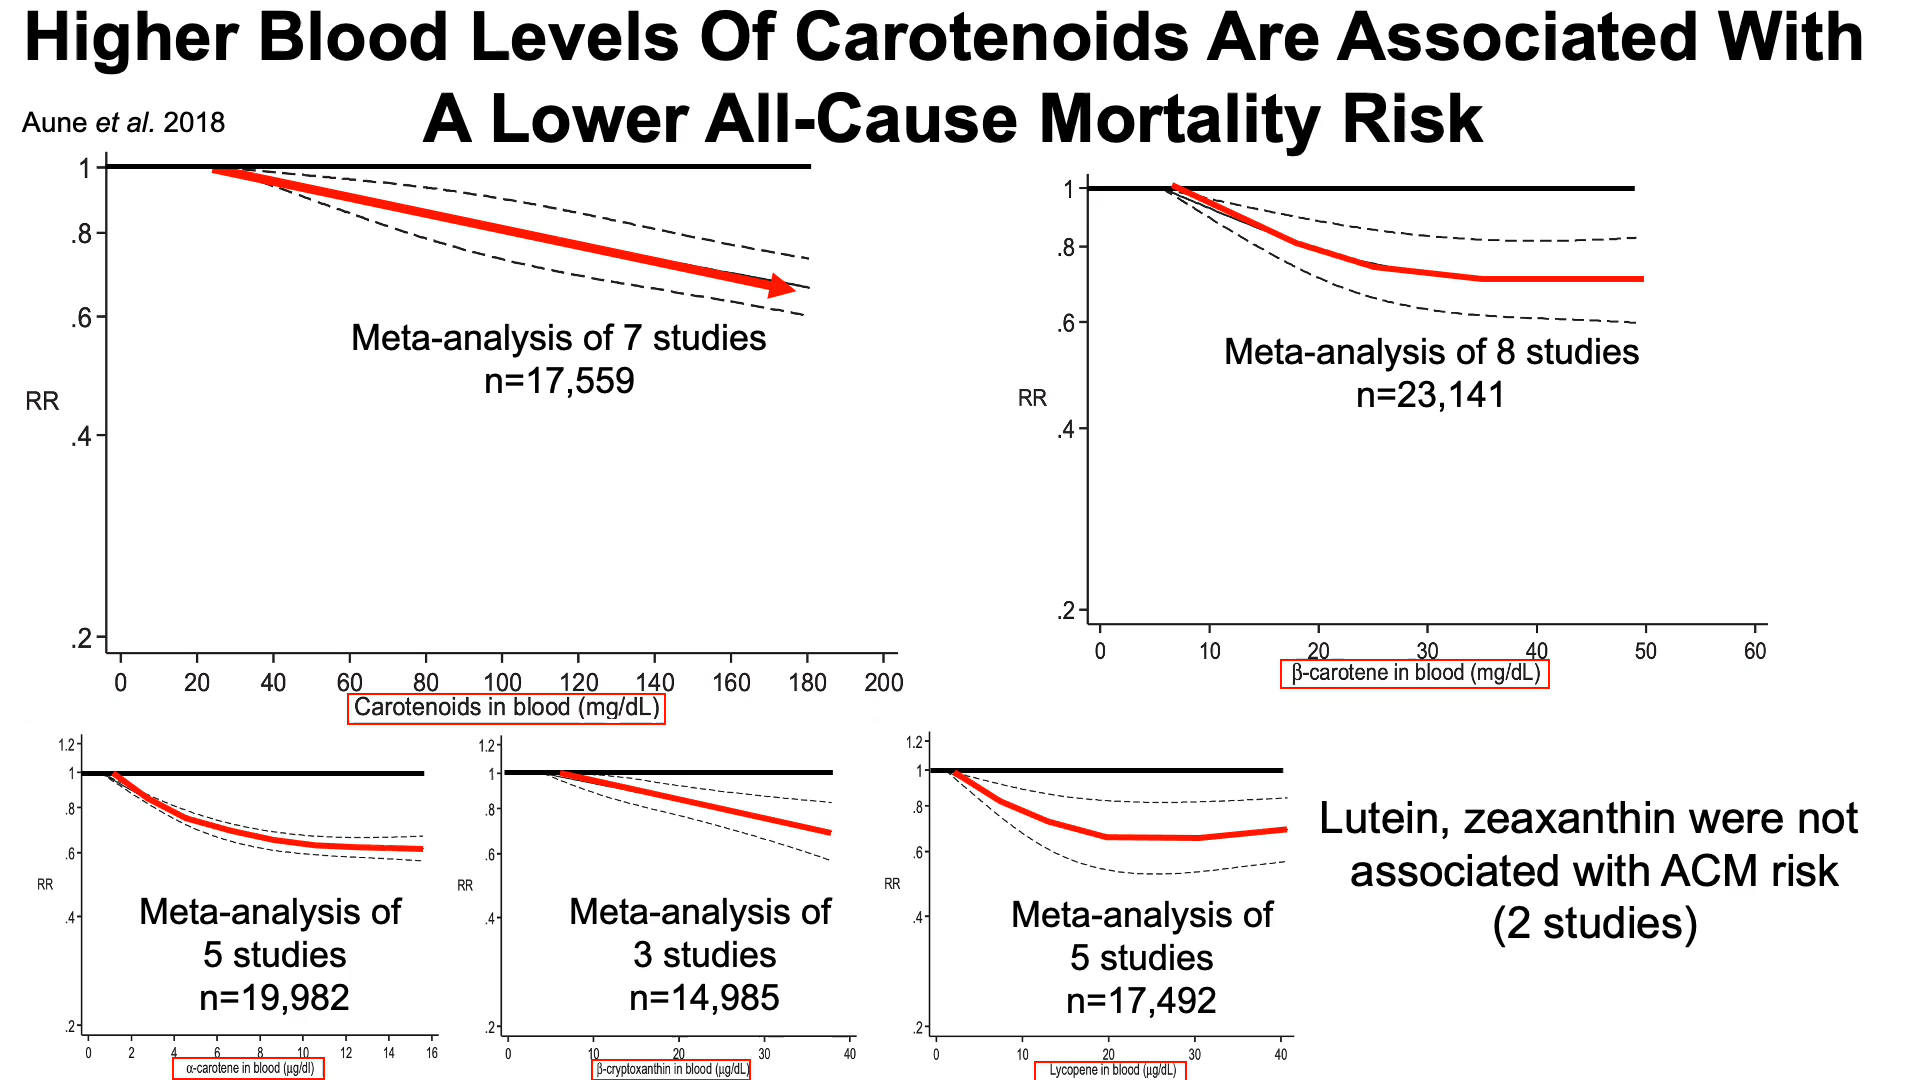 Higher Blood Levels Of Carotenoids Are Associated With
A Lower All-Cause Mortality Risk
Aune et al. 2018
1
.8
.6
.4
.2
RR
Meta-analysis of 7 studies
n=17,559
0 20 40 60 80 100 120 140 160 180 200
Carotenoids in blood (mg/dL)
1
.8
.6
.4
.2
RR
Meta-analysis of 8 studies
n=23,141
0 10 20 30 40 50 60
β-carotene in blood (mg/dL)
1.2
1
.8
.6
.4
.2
RR
Meta-analysis of
5 studies
n=19,982
0 2 4 6 8 10 12 14 16
α-carotene in blood (μg/dl)
1.2
1
.8
.6
.4
.2
RR
Meta-analysis of
3 studies
n=14,985
0 10 20 30 40
β-cryptoxanthin in blood (μg/dL)
1.2
1
.8
.6
.4
.2
RR
Meta-analysis of
5 studies
n=17,492
0 10 20 30 40
Lycopene in blood (μg/dL)
Lutein, zeaxanthin were not
associated with ACM risk
(2 studies)